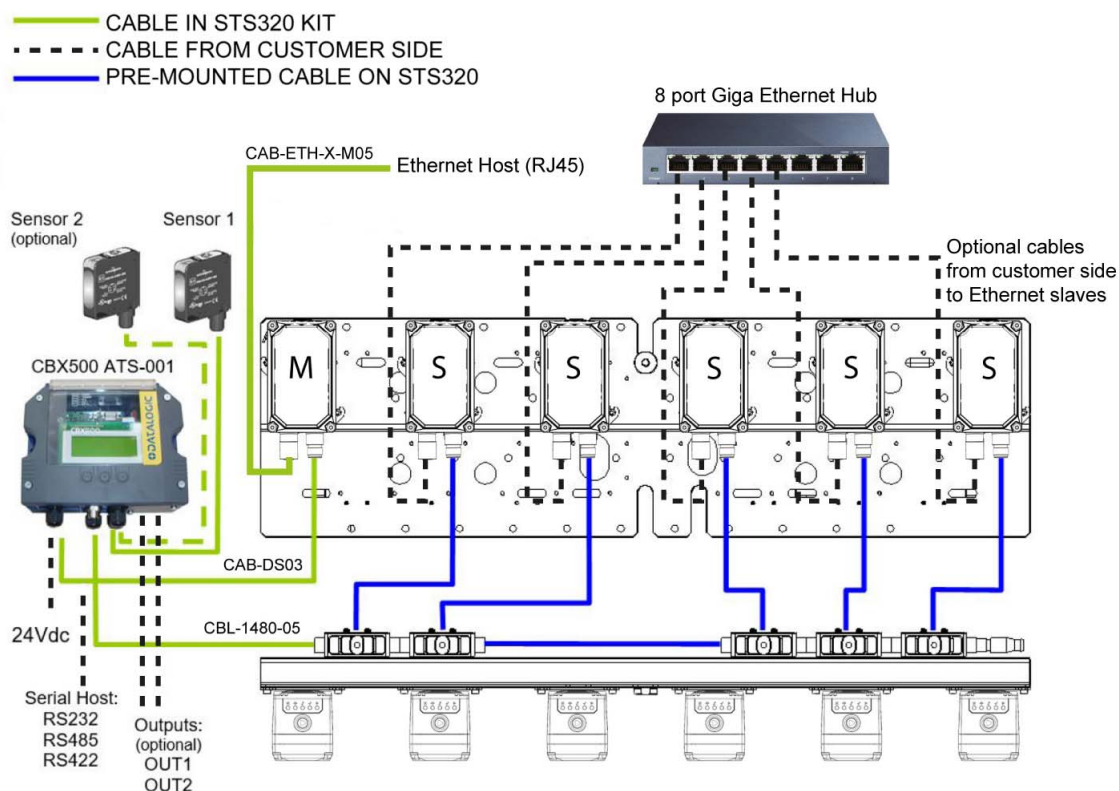 CABLE IN STS320 KIT
CABLE FROM CUSTOMER SIDE
PRE-MOUNTED CABLE ON STS320
8 port Giga Ethernet Hub
CAB-ETH-X-M05
Ethernet Host (RJ45)
Sensor 2
(optional)
Sensor 1
Optional cables
from customer side
to Ethernet slaves
CBX500 ATS-001
M
S
S
S
S
S
CBX500
DATALOGIC
CAB-DS03
CBL-1480-05
24Vdc
Serial Host:
RS232
RS485
RS422
Outputs:
(optional)
OUT1
OUT2